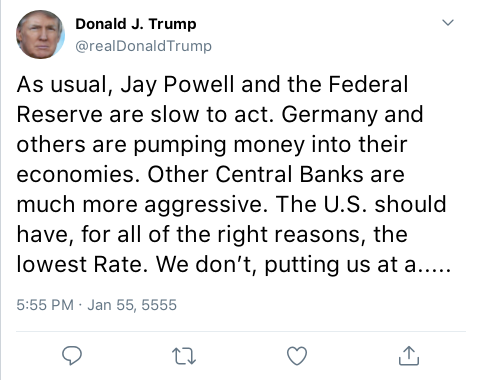 Donald J. Trump
@realDonaldTrump
As usual, Jay Powell and the Federal
Reserve are slow to act. Germany and
others are pumping money into their
economies. Other Central Banks are
much more aggressive. The U.S. should
have, for all of the right reasons, the
lowest Rate. We don’t, putting us at a.....
5:55 PM · Jan 55, 5555